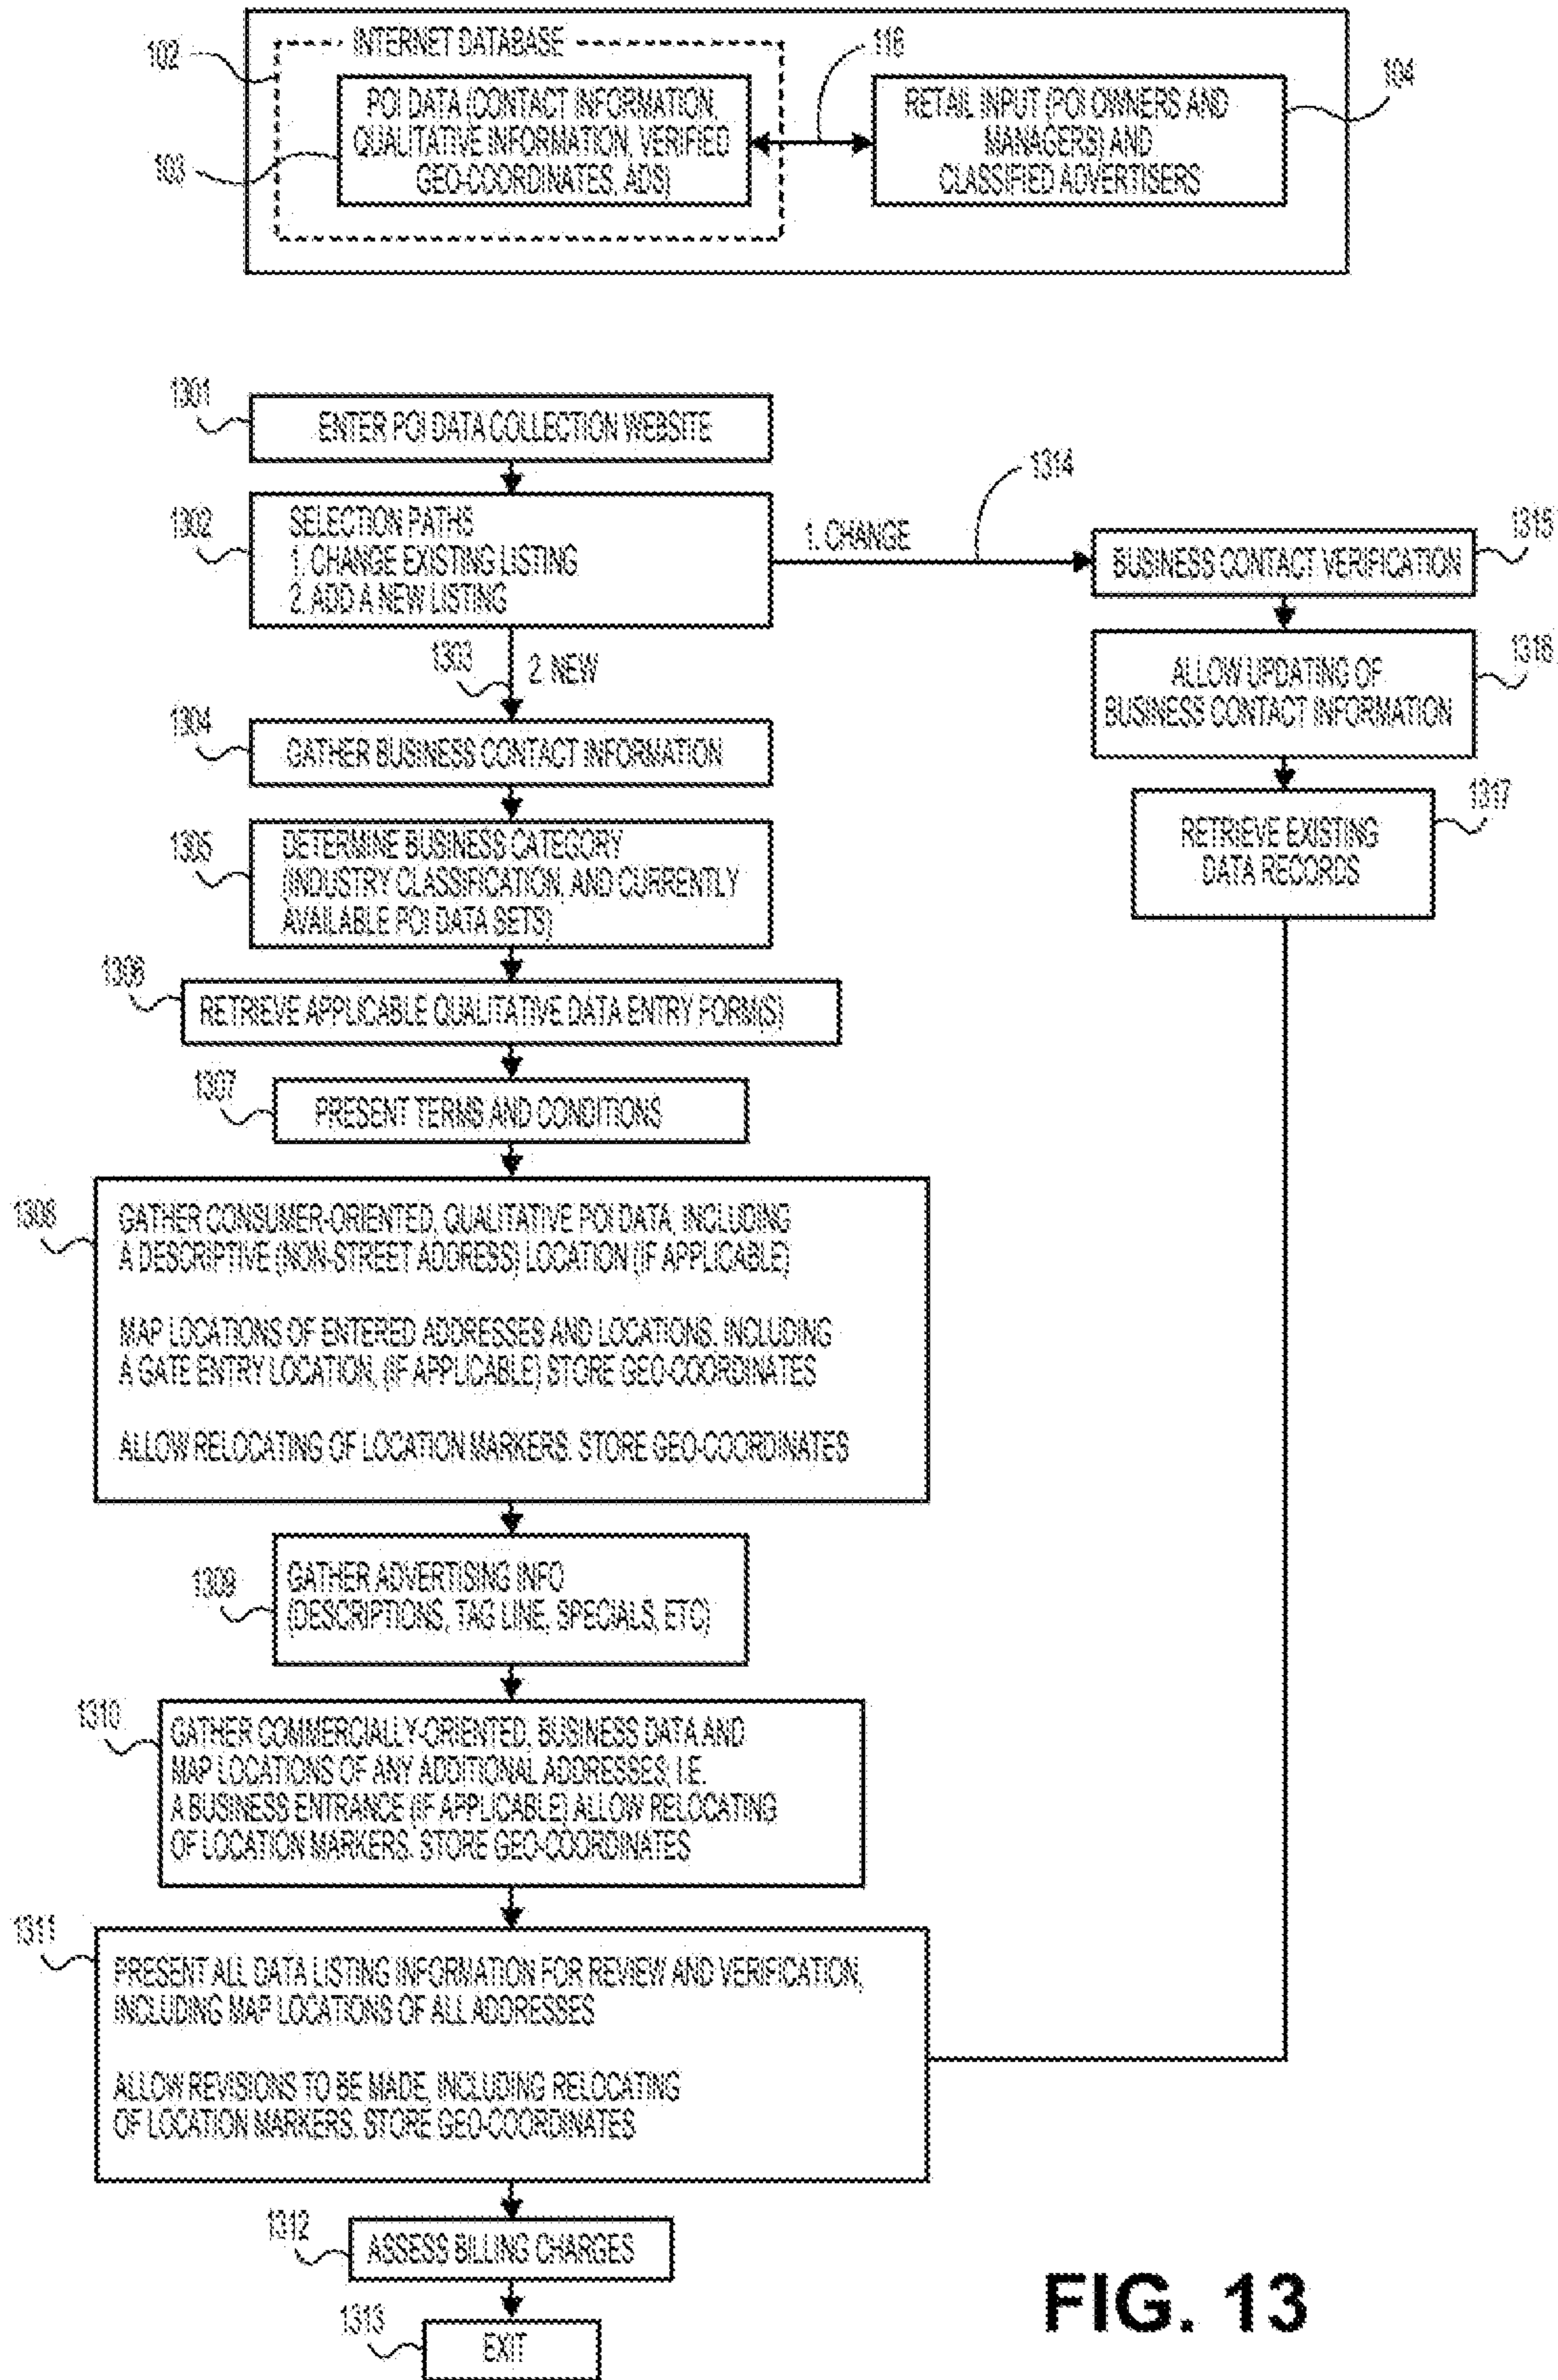 INTERNET DATABASE
102
103
POI DATA (CONTACT INFORMATION,
QUALITATIVE INFORMATION, VERIFIED
GEO-COORDINATES, ADS)
116
RETAIL INPUT (POI OWNERS AND
MANAGERS) AND
CLASSIFIED ADVERTISERS
104
1301
ENTER POI DATA COLLECTION WEBSITE
1302
SELECTION PATHS
1. CHANGE EXISTING LISTING
2. ADD A NEW LISTING
1. CHANGE
1314
BUSINESS CONTACT VERIFICATION
1315
1303
2. NEW
ALLOW UPDATING OF
BUSINESS CONTACT INFORMATION
1316
1304
GATHER BUSINESS CONTACT INFORMATION
RETRIEVE EXISTING
DATA RECORDS
1317
1305
DETERMINE BUSINESS CATEGORY
(INDUSTRY CLASSIFICATION, AND CURRENTLY
AVAILABLE POI DATA SETS)
1306
RETRIEVE APPLICABLE QUALITATIVE DATA ENTRY FORM(S)
1307
PRESENT TERMS AND CONDITIONS
1308
GATHER CONSUMER-ORIENTED, QUALITATIVE POI DATA, INCLUDING
A DESCRIPTIVE (NON-STREET ADDRESS) LOCATION (IF APPLICABLE)
MAP LOCATIONS OF ENTERED ADDRESSES AND LOCATIONS. INCLUDING
A GATE ENTRY LOCATION, (IF APPLICABLE) STORE GEO-COORDINATES
ALLOW RELOCATING OF LOCATION MARKERS. STORE GEO-COORDINATES
1309
GATHER ADVERTISING INFO
(DESCRIPTIONS, TAG LINE, SPECIALS, ETC)
1310
GATHER COMMERCIALLY-ORIENTED, BUSINESS DATA AND
MAP LOCATIONS OF ANY ADDITIONAL ADDRESSES, I.E.
A BUSINESS ENTRANCE (IF APPLICABLE) ALLOW RELOCATING
OF LOCATION MARKERS. STORE GEO-COORDINATES
1311
PRESENT ALL DATA LISTING INFORMATION FOR REVIEW AND VERIFICATION,
INCLUDING MAP LOCATIONS OF ALL ADDRESSES
ALLOW REVISIONS TO BE MADE, INCLUDING RELOCATING
OF LOCATION MARKERS. STORE GEO-COORDINATES
1312
ASSESS BILLING CHARGES
1313
EXIT
FIG. 13